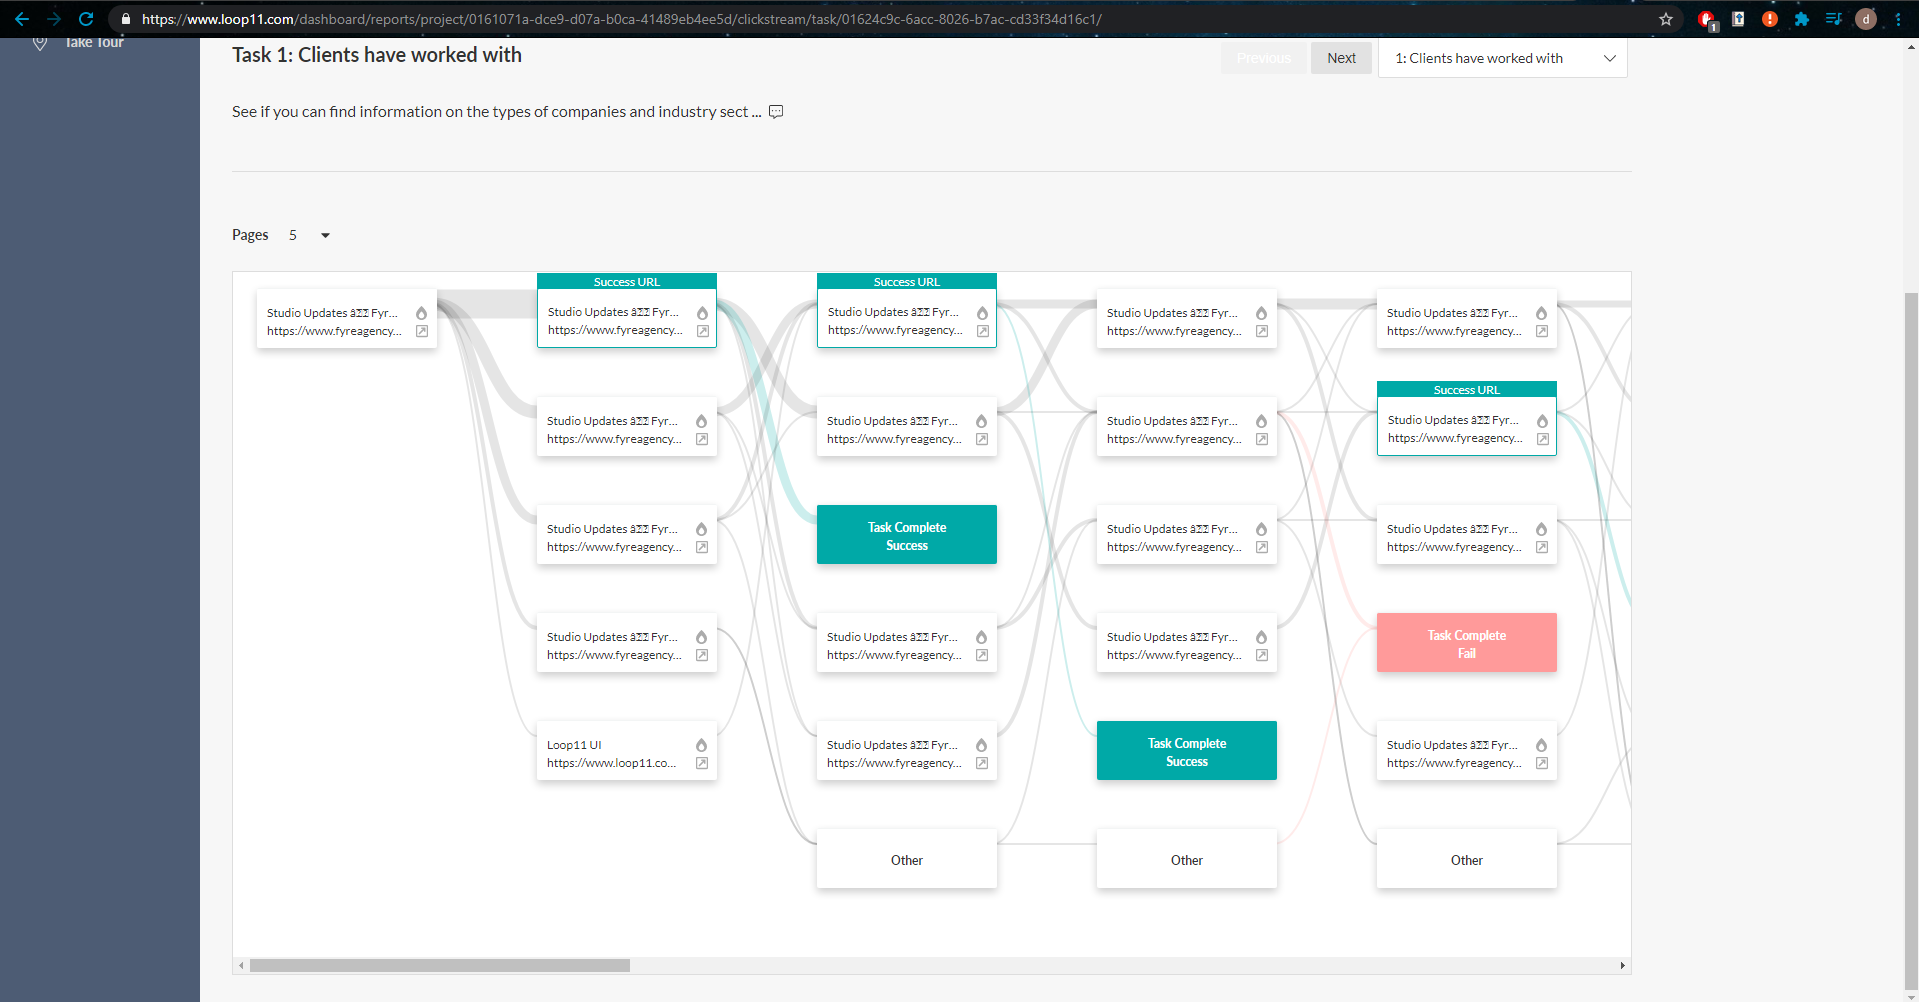 https://www.loop11.com/dashboard/reports/project/0161071a-dce9-d07a-b0ca-41489eb4ee5d/clickstream/task/01624c9c-6acc-8026-b7ac-cd33f34d16c1/
1
d
Take Tour
Task 1: Clients have worked with
Previous
Next
1: Clients have worked with
See if you can find information on the types of companies and industry sect ...
Pages 5
Success URL
Success URL
Studio Updates â Fyr...
https://www.fyreagency...
Studio Updates â Fyr...
https://www.fyreagency...
Studio Updates â Fyr...
https://www.fyreagency...
Studio Updates â Fyr...
https://www.fyreagency...
Studio Updates â Fyr...
https://www.fyreagency...
Success URL
Studio Updates â Fyr...
https://www.fyreagency...
Studio Updates â Fyr...
https://www.fyreagency...
Studio Updates â Fyr...
https://www.fyreagency...
Studio Updates â Fyr...
https://www.fyreagency...
Studio Updates â Fyr...
https://www.fyreagency...
Task Complete
Success
Studio Updates â Fyr...
https://www.fyreagency...
Studio Updates â Fyr...
https://www.fyreagency...
Studio Updates â Fyr...
https://www.fyreagency...
Studio Updates â Fyr...
https://www.fyreagency...
Studio Updates â Fyr...
https://www.fyreagency...
Task Complete
Fail
Loop11 UI
https://www.loop11.co...
Studio Updates â Fyr...
https://www.fyreagency...
Task Complete
Success
Studio Updates â Fyr...
https://www.fyreagency...
Other
Other
Other